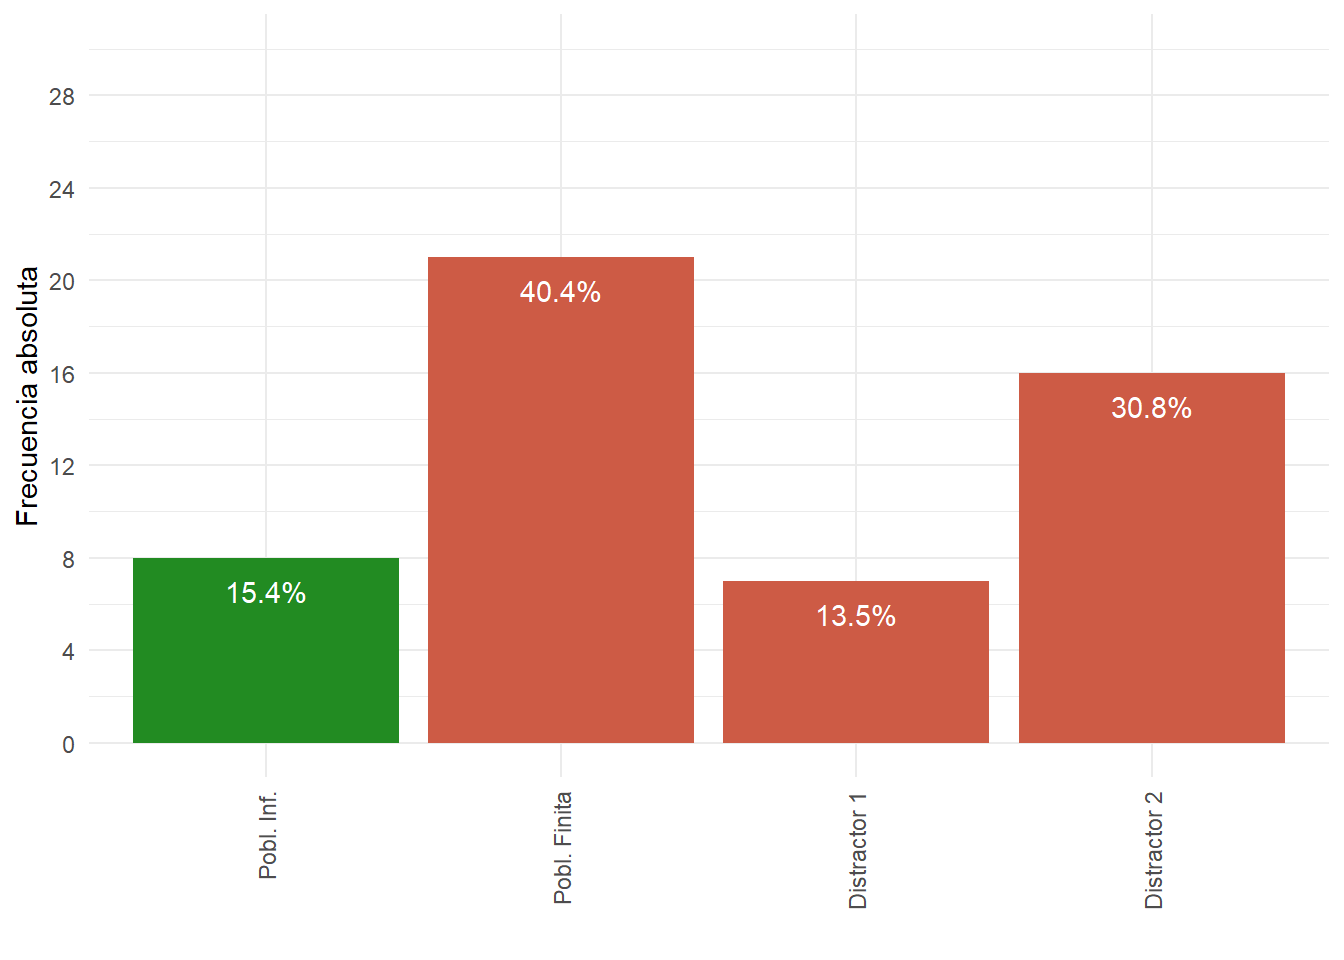 Frecuencia absoluta
28
24
20
16
12
8
4
0
40.4%
30.8%
15.4%
13.5%
Pobl. Inf.
Pobl. Finita
Distractor 1
Distractor 2